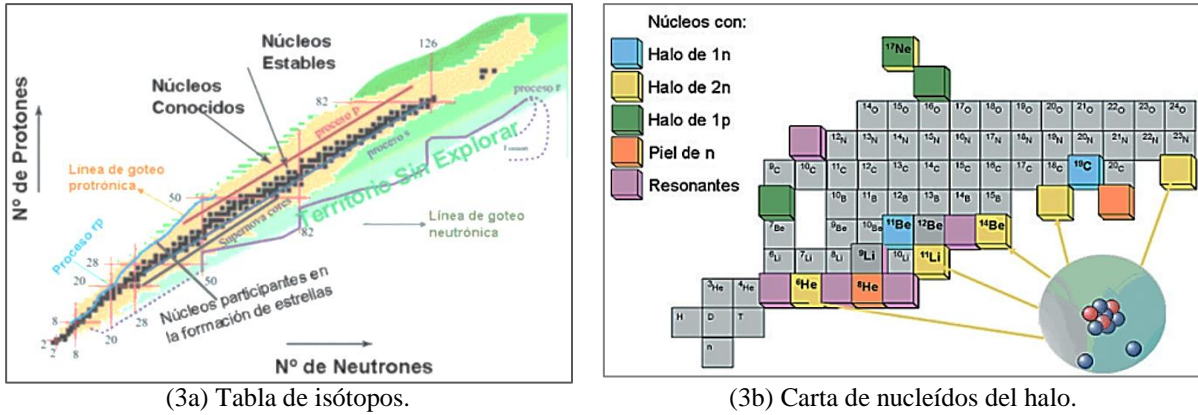 Nº de Protones
Núcleos
Estables
Núcleos
Conocidos
126
82
proceso r
proceso p
proceso s
Línea de goteo
protrónica
50
Territorio Sin Explorar
Supernova cores
Línea de goteo
neutrónica
82
Proceso rp
28
20
50
Núcleos participantes en
la formación de estrellas
8
28
20
2
2
8
Nº de Neutrones
(3a) Tabla de isótopos.
Núcleos con:
Halo de 1n
Halo de 2n
Halo de 1p
Piel de n
Resonantes
17Ne
14O 15O 16O 17O 18O 19O 20O 21O 22O 23O 24O
12N 13N 14N 15N 16N 17N 18N 19N 20N 21N 22N 23N
9C 10C 11C 12C 13C 14C 15C 16C 17C 18C 19C 20C
10B 11B 12B 13B 14B 15B
7Be 9Be 10Be 11Be 12Be 14Be
6Li 7Li 8Li 9Li 10Li 11Li
3He 4He 6He 8He
H D T
n
(3b) Carta de nucleídos del halo.